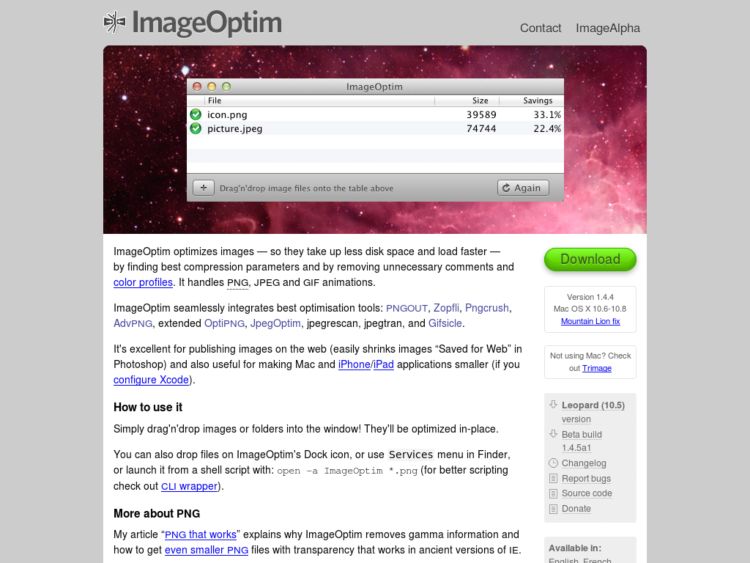 ImageOptim
Contact ImageAlpha
ImageOptim
File Size Savings
icon.png 39589 33.1%
picture.jpeg 74744 22.4%
+ Drag'n'drop image files onto the table above Again
ImageOptim optimizes images — so they take up less disk space and load faster —
by finding best compression parameters and by removing unnecessary comments and
color profiles. It handles PNG, JPEG and GIF animations.
ImageOptim seamlessly integrates best optimisation tools: PNGOUT, Zopfli, Pngcrush,
AdvPNG, extended OptiPNG, JpegOptim, jpegrescan, jpegtran, and Gifsicle.
It's excellent for publishing images on the web (easily shrinks images “Saved for Web” in
Photoshop) and also useful for making Mac and iPhone/iPad applications smaller (if you
configure Xcode).
How to use it
Simply drag'n'drop images or folders into the window! They'll be optimized in-place.
You can also drop files on ImageOptim's Dock icon, or use Services menu in Finder,
or launch it from a shell script with: open -a ImageOptim *.png (for better scripting
check out CLI wrapper).
More about PNG
My article “PNG that works” explains why ImageOptim removes gamma information and
how to get even smaller PNG files with transparency that works in ancient versions of IE.
Download
Version 1.4.4
Mac OS X 10.6-10.8
Mountain Lion fix
Not using Mac? Check
out Trimage
Leopard (10.5)
version
Beta build
1.4.5a1
Changelog
Report bugs
Source code
Donate
Available in:
English, French